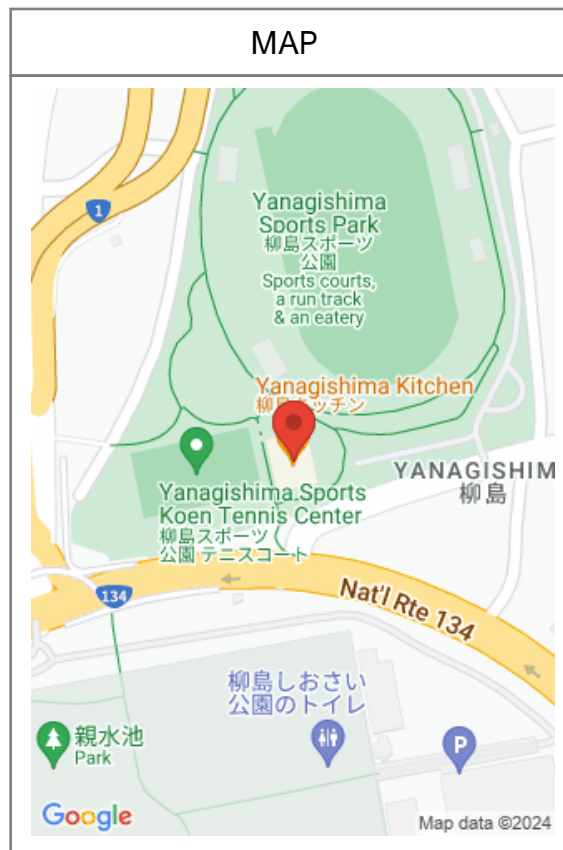 MAP
1
Yanagishima
Sports Park
柳島スポーツ
公園
Sports courts,
a run track
& an eatery
Yanagishima Kitchen
柳島キッチン
YANAGISHIM
柳島
Yanagishima.Sports
Koen Tennis Center
柳島スポーツ
公園 テニスコート
134
Nat'l Rte 134
柳島しおさい
公園のトイレ
親水池
Park
P
Google
Map data ©2024